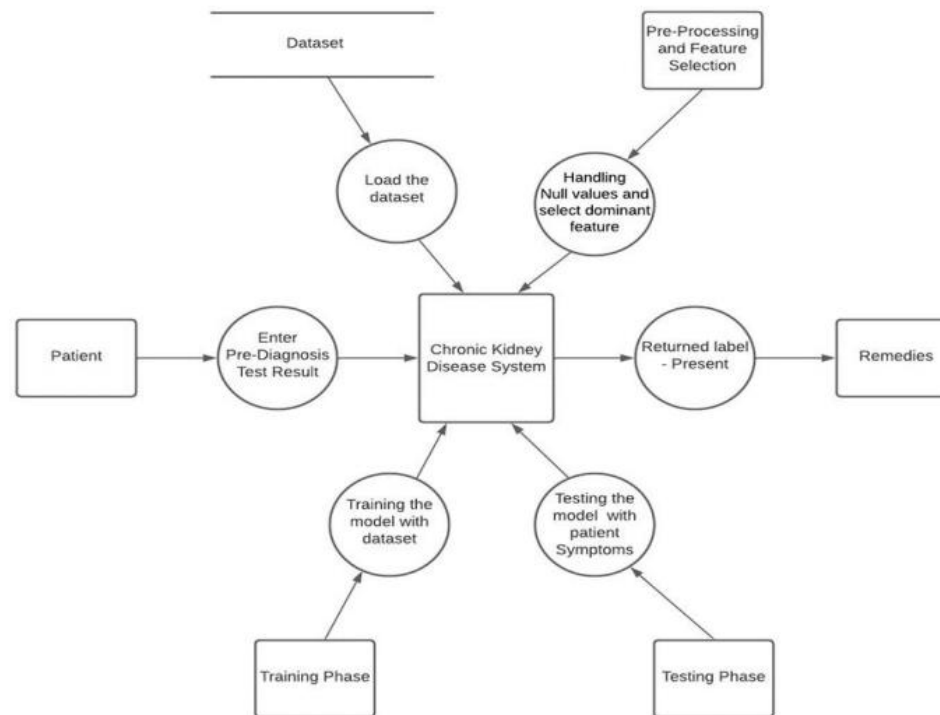 Dataset
Pre-Processing
and Feature
Selection
Load the
dataset
Handling
Null values and
select dominant
feature
Patient
Enter
Pre-Diagnosis
Test Result
Chronic Kidney
Disease System
Returned label
- Present
Remedies
Training the
model with
dataset
Testing the
model with
patient
Symptoms
Training Phase
Testing Phase